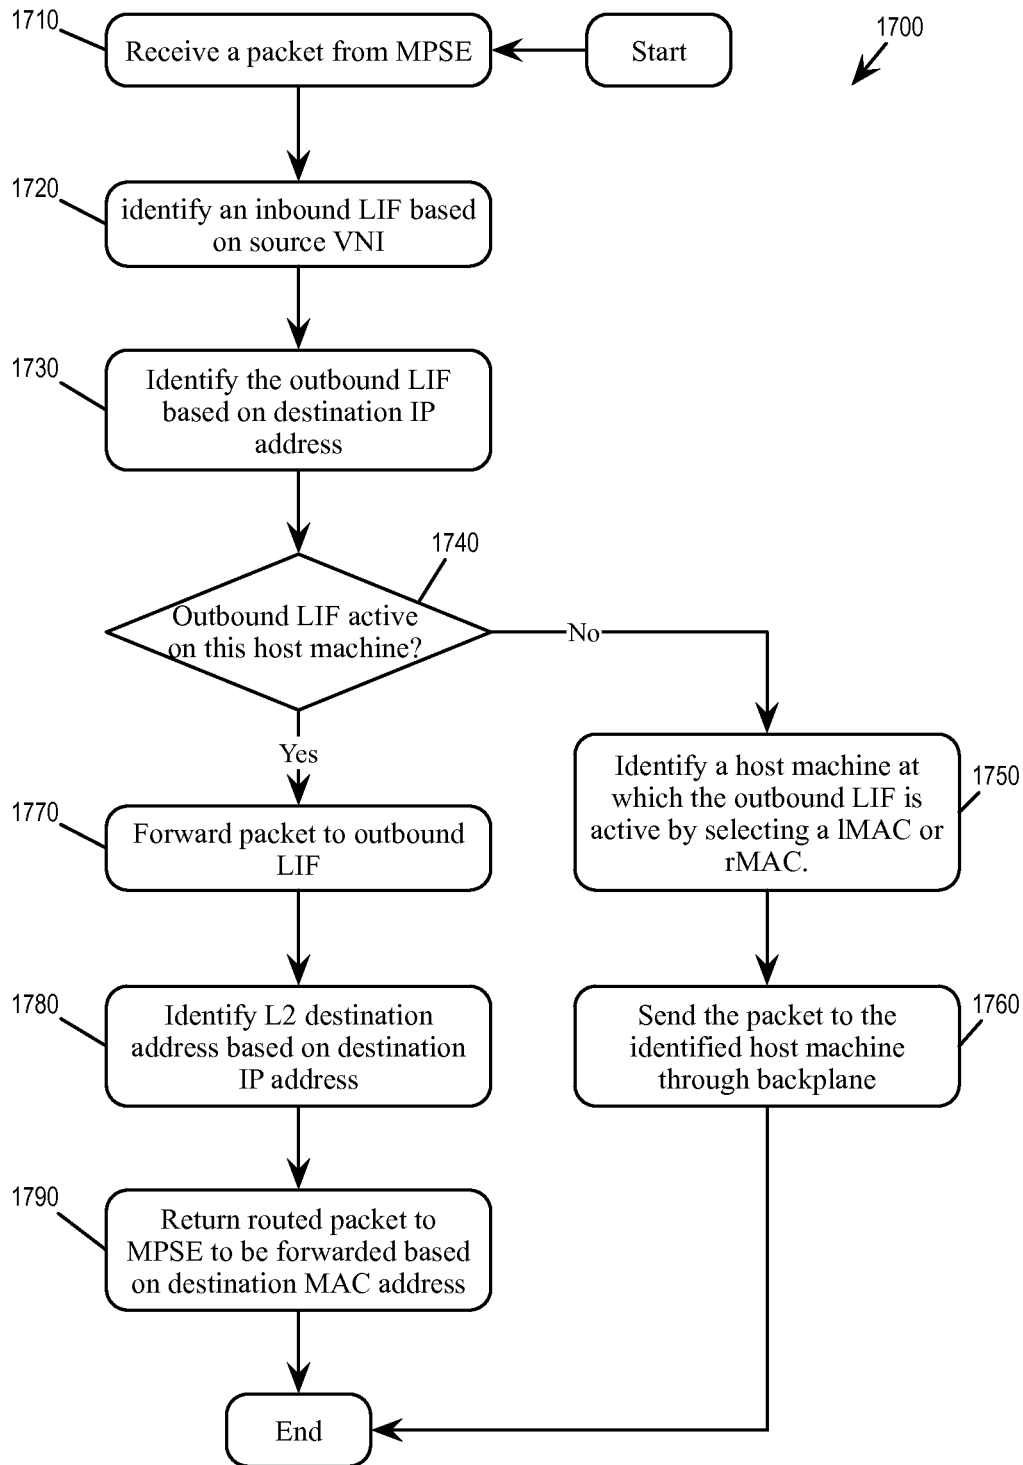 1710
Receive a packet from MPSE
Start
1700
1720
identify an inbound LIF based
on source VNI
1730
Identify the outbound LIF
based on destination IP
address
1740
Outbound LIF active
on this host machine?
No
Yes
1750
Identify a host machine at
which the outbound LIF is
active by selecting a lMAC or
rMAC.
1770
Forward packet to outbound
LIF
1760
Send the packet to the
identified host machine
through backplane
1780
Identify L2 destination
address based on destination
IP address
1790
Return routed packet to
MPSE to be forwarded based
on destination MAC address
End